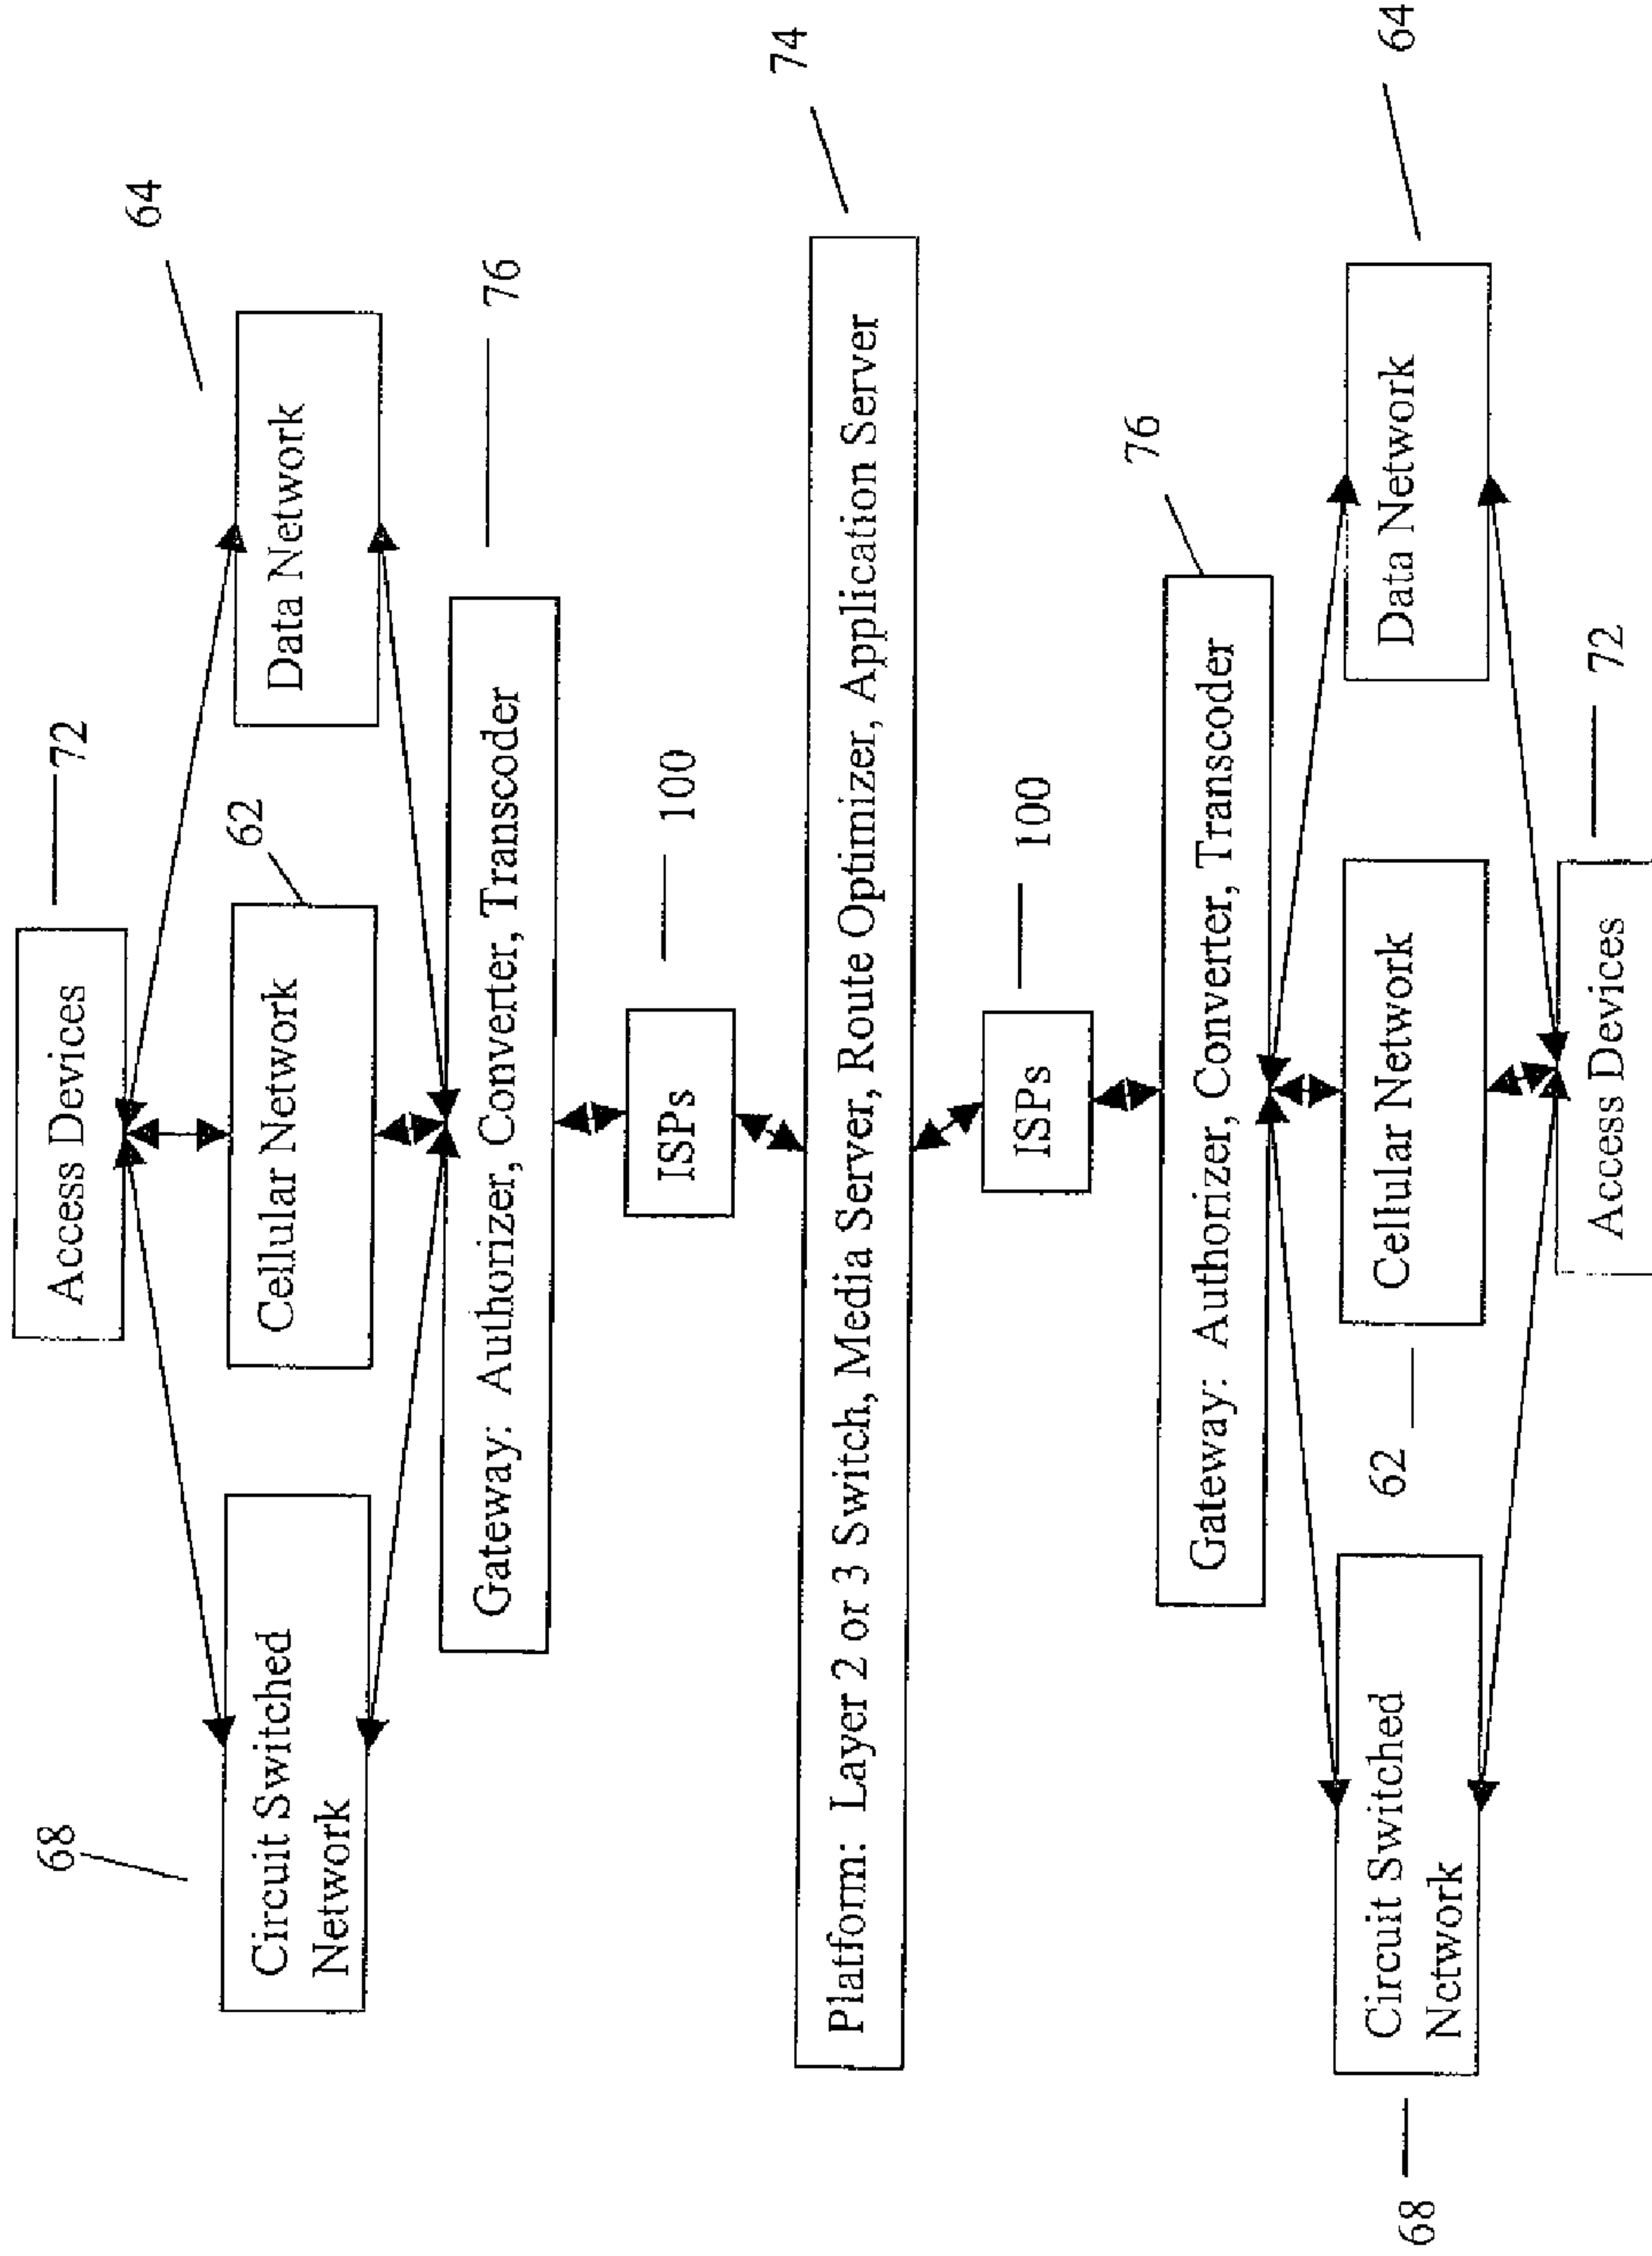 Access Devices
72
64
Circuit Switched
Network
68
Cellular Network
62
Data Network
Gateway: Authorizer, Converter, Transcoder
76
ISPs
100
Platform: Layer 2 or 3 Switch, Media Server, Route Optimizer, Application Server
74
ISPs
100
Gateway: Authorizer, Converter, Transcoder
76
Circuit Switched
Network
68
Cellular Network
62
Data Network
64
Access Devices
72